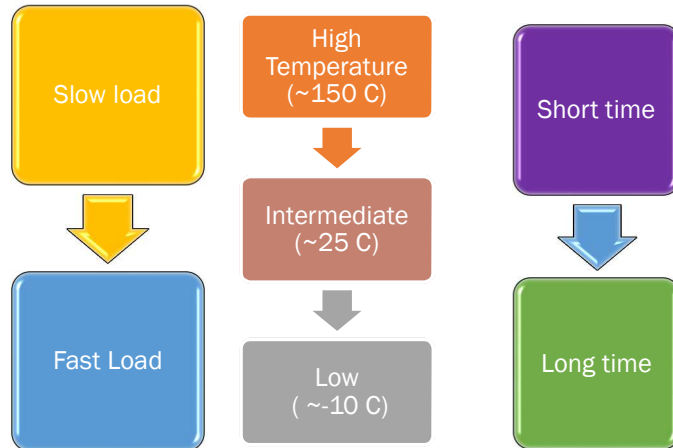 Slow load
Fast Load
High
Temperature
(~150 C)
Intermediate
(~25 C)
Low
( ~-10 C)
Short time
Long time